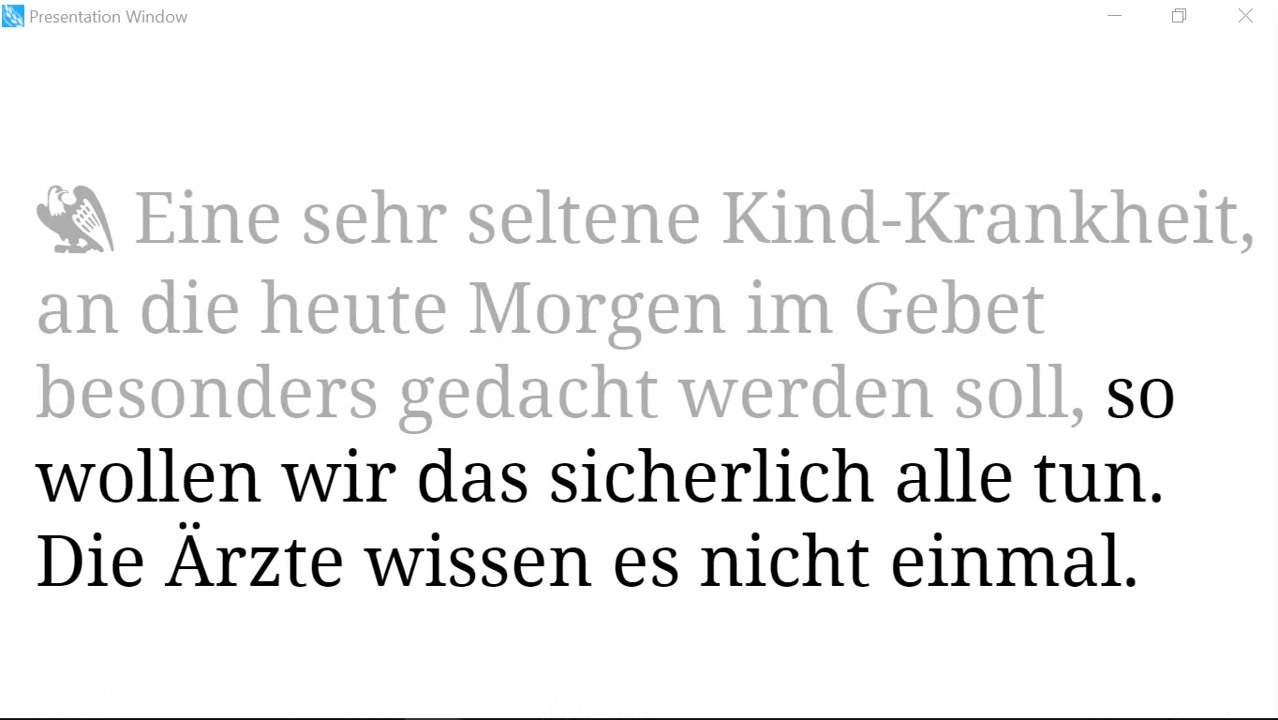 Presentation Window
Eine sehr seltene Kind-Krankheit,
an die heute Morgen im Gebet
besonders gedacht werden soll, so
wollen wir das sicherlich alle tun.
Die Ärzte wissen es nicht einmal.